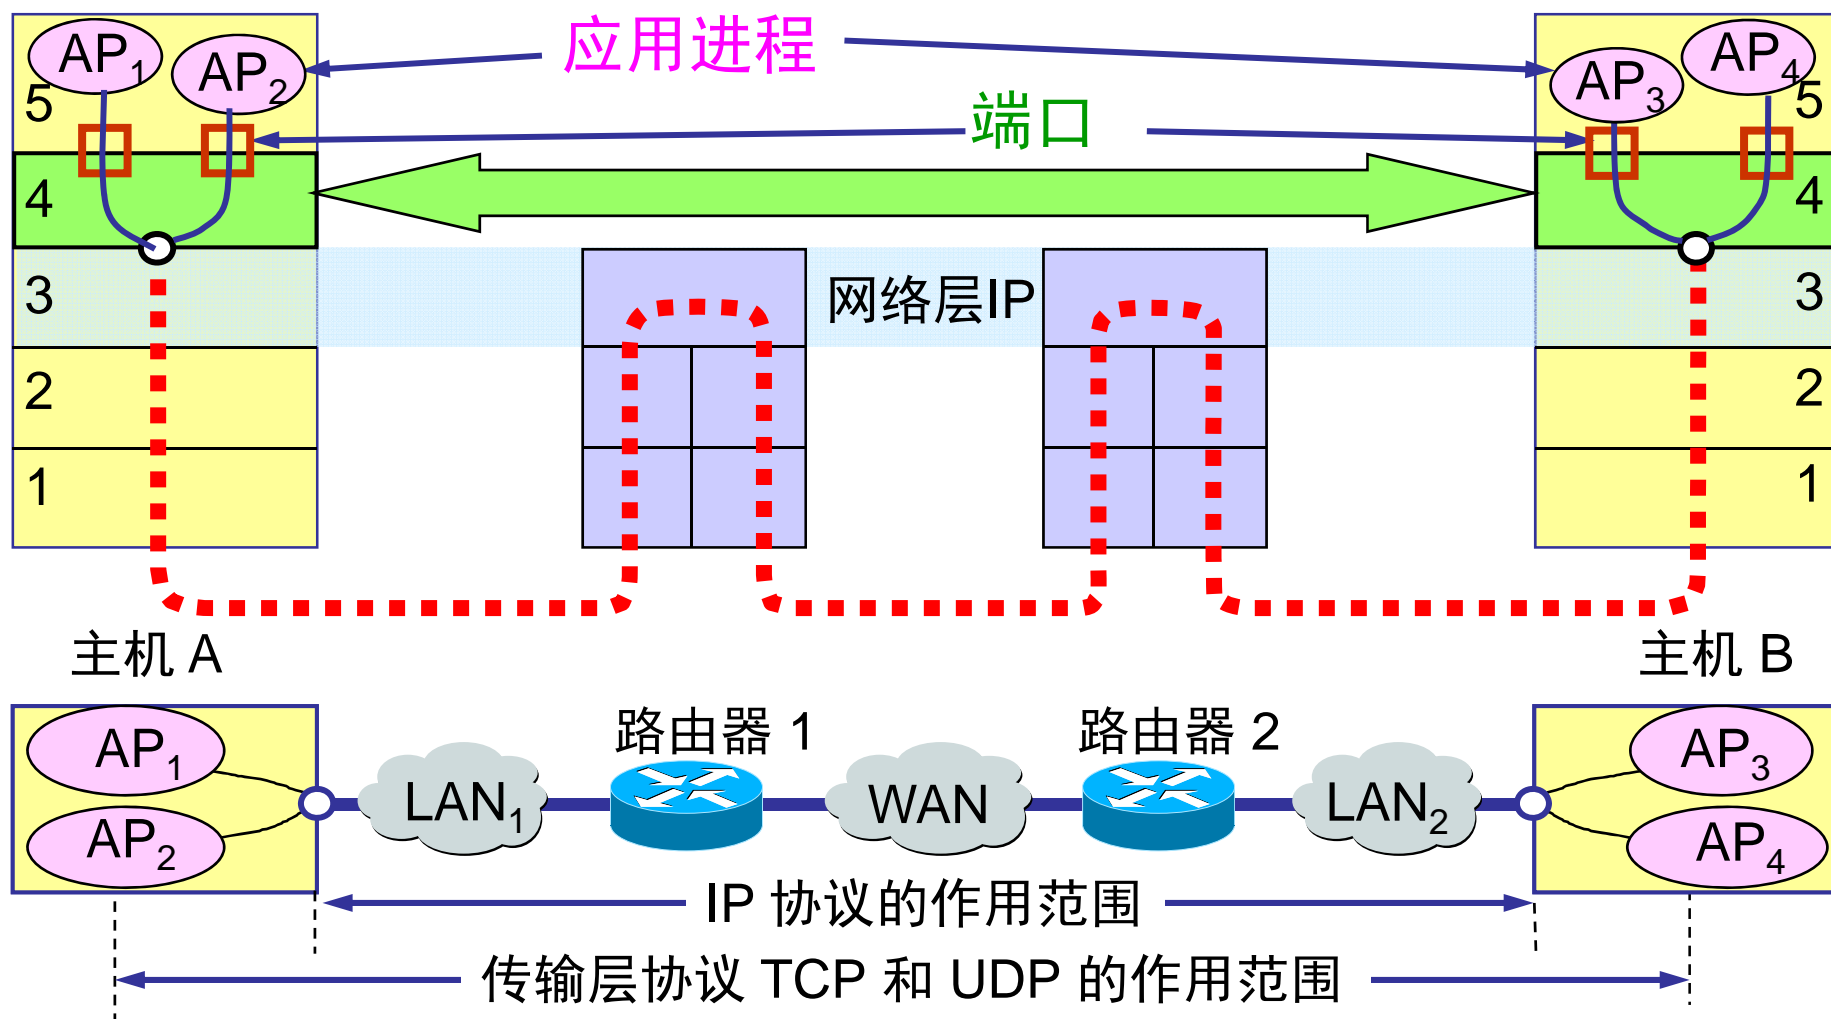 AP1
AP2
应用进程
AP3
AP4
5
端口
5
4
4
3
网络层IP
3
2
2
1
1
主机 A
主机 B
AP1
AP2
LAN1
路由器 1
WAN
路由器 2
LAN2
AP3
AP4
IP 协议的作用范围
传输层协议 TCP 和 UDP 的作用范围